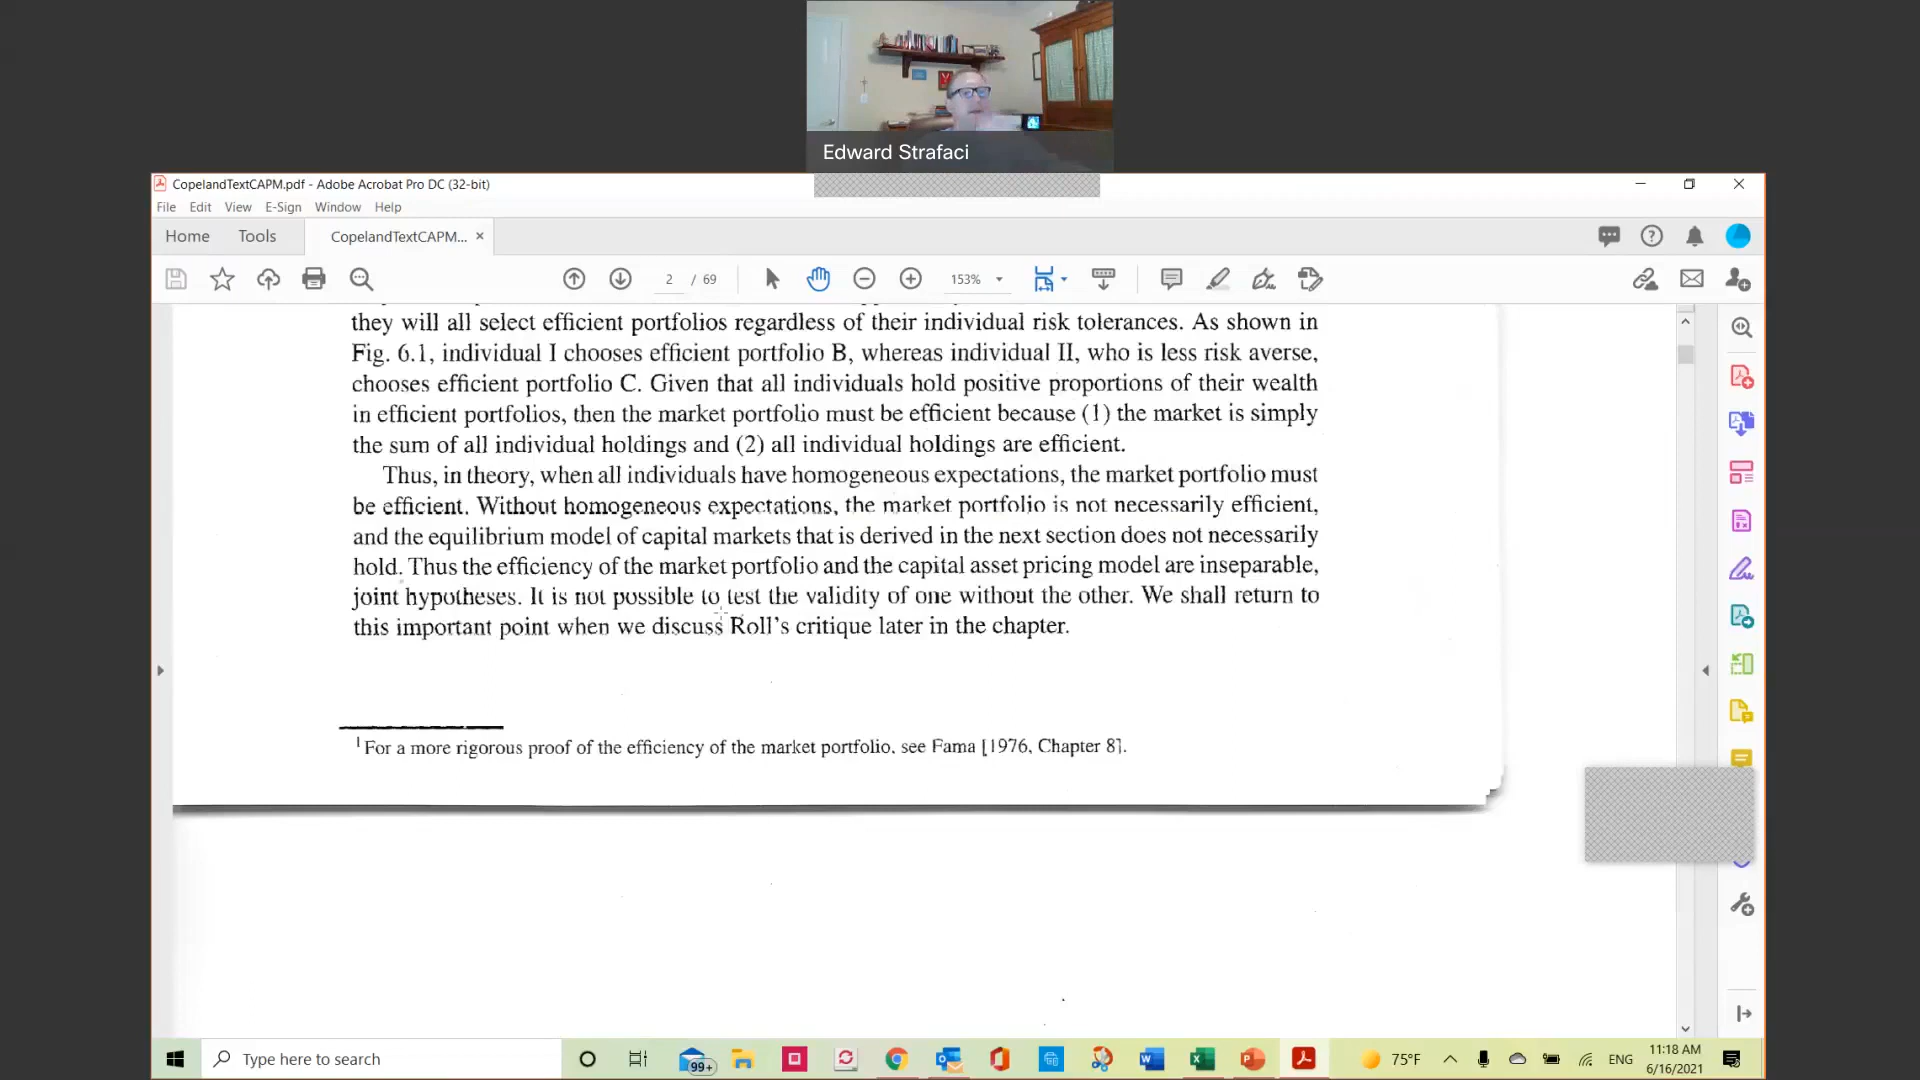 Edward Strafaci
CopelandTextCAPM.pdf - Adobe Acrobat Pro DC (32-bit)
File Edit View E-Sign Window Help
Home Tools CopelandTextCAPM... ×
2 / 69 153%
they will all select efficient portfolios regardless of their individual risk tolerances. As shown in
Fig. 6.1, individual I chooses efficient portfolio B, whereas individual II, who is less risk averse,
chooses efficient portfolio C. Given that all individuals hold positive proportions of their wealth
in efficient portfolios, then the market portfolio must be efficient because (1) the market is simply
the sum of all individual holdings and (2) all individual holdings are efficient.
Thus, in theory, when all individuals have homogeneous expectations, the market portfolio must
be efficient. Without homogeneous expectations, the market portfolio is not necessarily efficient,
and the equilibrium model of capital markets that is derived in the next section does not necessarily
hold. Thus the efficiency of the market portfolio and the capital asset pricing model are inseparable,
joint hypotheses. It is not possible to test the validity of one without the other. We shall return to
this important point when we discuss Roll's critique later in the chapter.
1 For a more rigorous proof of the efficiency of the market portfolio, see Fama [1976, Chapter 8].
Type here to search
99+
75°F
ENG
11:18 AM
6/16/2021